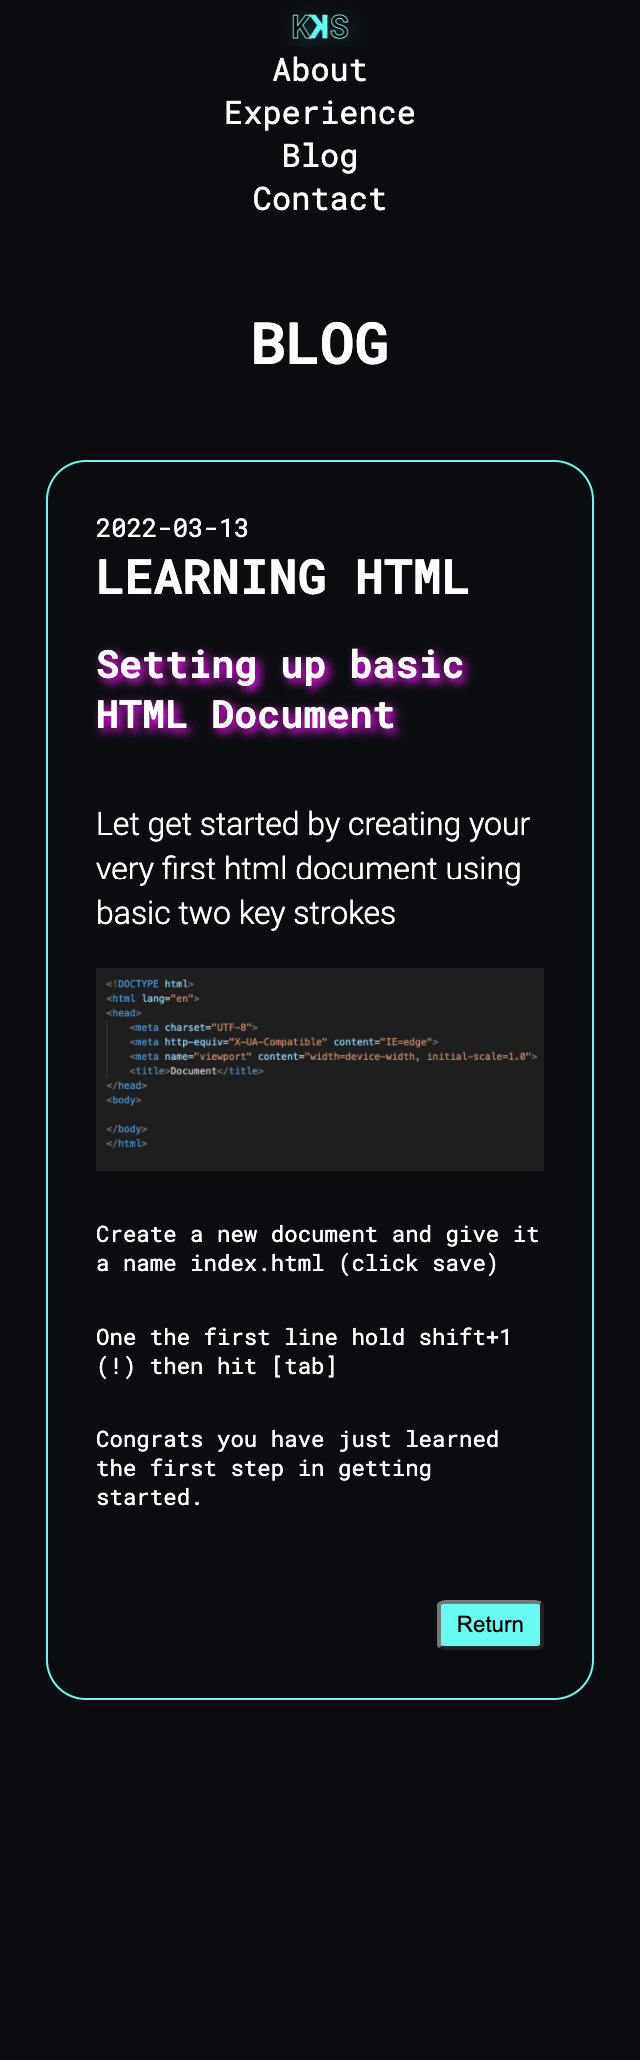 KKS
About
Experience
Blog
Contact
BLOG
2022-03-13
LEARNING HTML
Setting up basic
HTML Document
Let get started by creating your
very first html document using
basic two key strokes
<!DOCTYPE html>
<html lang="en">
<head>
<meta charset="UTF-8">
<meta http-equiv="X-UA-Compatible" content="IE=edge">
<meta name="viewport" content="width=device-width, initial-scale=1.0">
<title>Document</title>
</head>
<body>
</body>
</html>
Create a new document and give it
a name index.html (click save)
One the first line hold shift+1
(!) then hit [tab]
Congrats you have just learned
the first step in getting
started.
Return